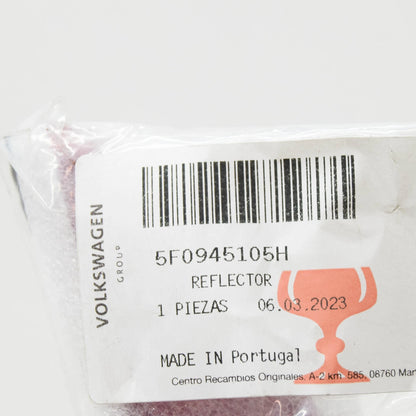 VOLKSWAGEN
GROUP
5F0945105H
REFLECTOR
1 PIEZAS 06.03.2023
MADE IN Portugal
Centro Recambios Originales. A-2 km. 585, 08760 Mar